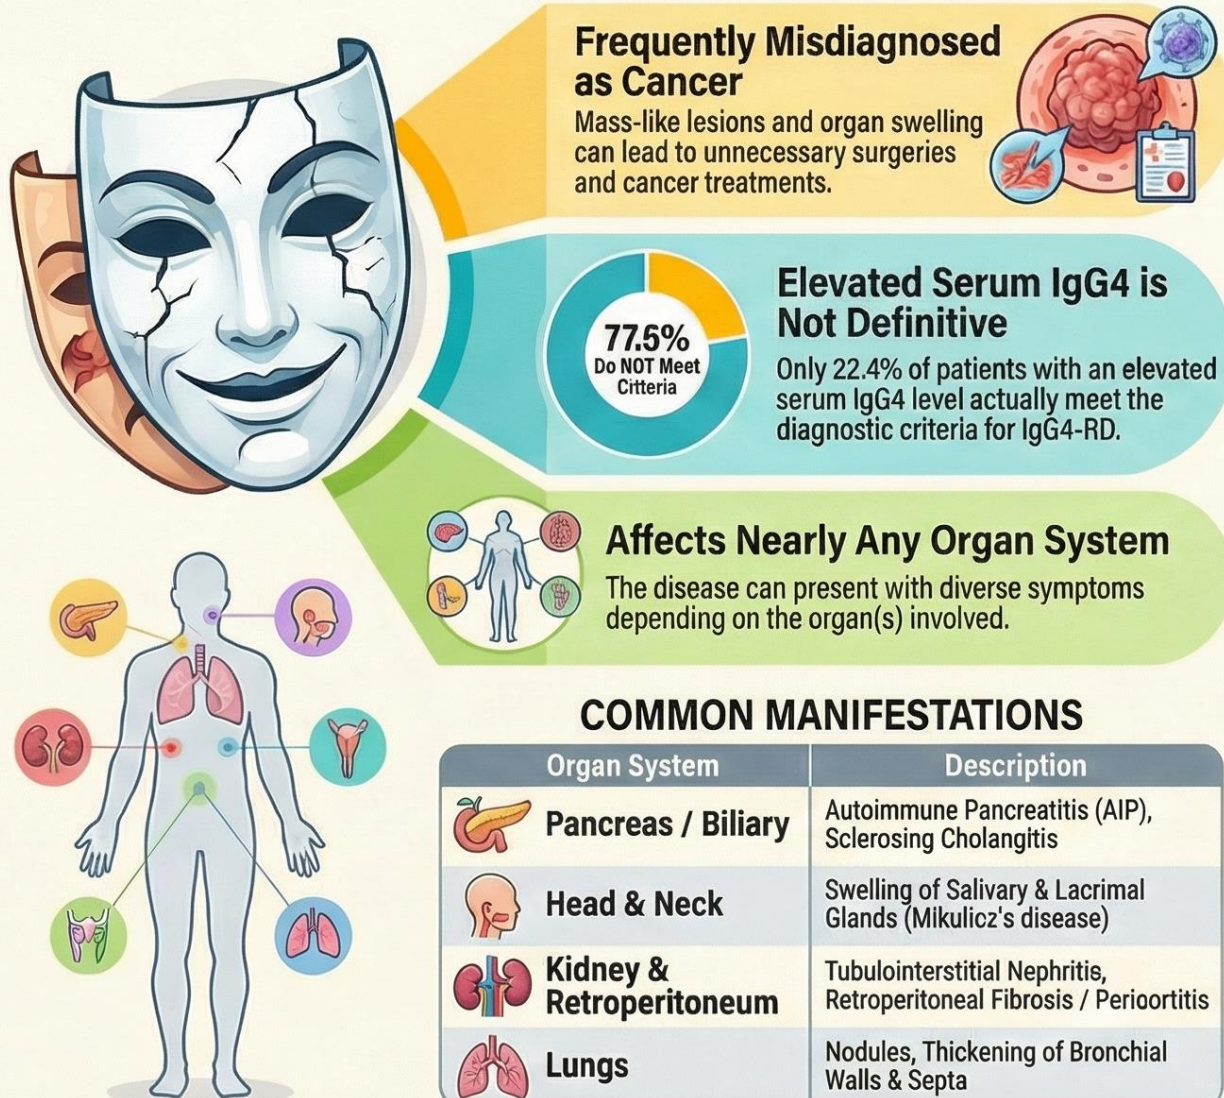 Frequently Misdiagnosed
as Cancer
Mass-like lesions and organ swelling
can lead to unnecessary surgeries
and cancer treatments.
77.6%
Do NOT Meet
Citteria
Elevated Serum IgG4 is
Not Definitive
Only 22.4% of patients with an elevated
serum IgG4 level actually meet the
diagnostic criteria for IgG4-RD.
Affects Nearly Any Organ System
The disease can present with diverse symptoms
depending on the organ(s) involved.
COMMON MANIFESTATIONS
Organ System
Description
Pancreas / Biliary
Autoimmune Pancreatitis (AIP),
Sclerosing Cholangitis
Head & Neck
Swelling of Salivary & Lacrimal
Glands (Mikulicz's disease)
Kidney &
Retroperitoneum
Tubulointerstitial Nephritis,
Retroperitoneal Fibrosis / Perioortitis
Lungs
Nodules, Thickening of Bronchial
Walls & Septa